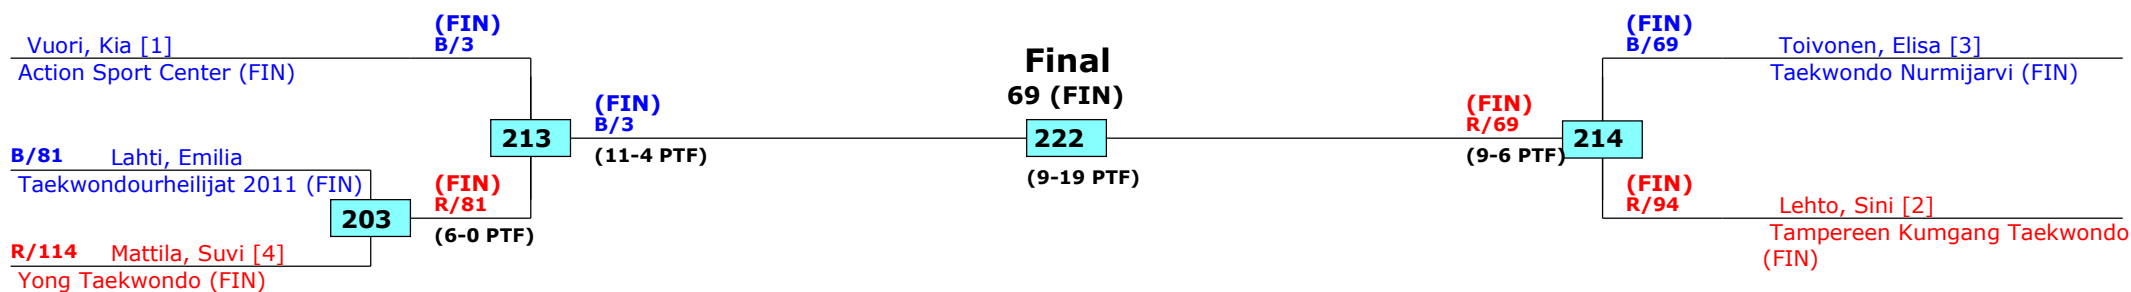 (FIN)
B/3
Vuori, Kia [1]
Action Sport Center (FIN)
B/81 Lahti, Emilia
Taekwondourheilijat 2011 (FIN)
203
R/114 Mattila, Suvi [4]
Yong Taekwondo (FIN)
(FIN)
R/81
(6-0 PTF)
213
(FIN)
B/3
(11-4 PTF)
Final
69 (FIN)
222
(9-19 PTF)
(FIN)
R/69
(9-6 PTF)
214
(FIN)
B/69
Toivonen, Elisa [3]
Taekwondo Nurmijarvi (FIN)
(FIN)
R/94
Lehto, Sini [2]
Tampereen Kumgang Taekwondo
(FIN)